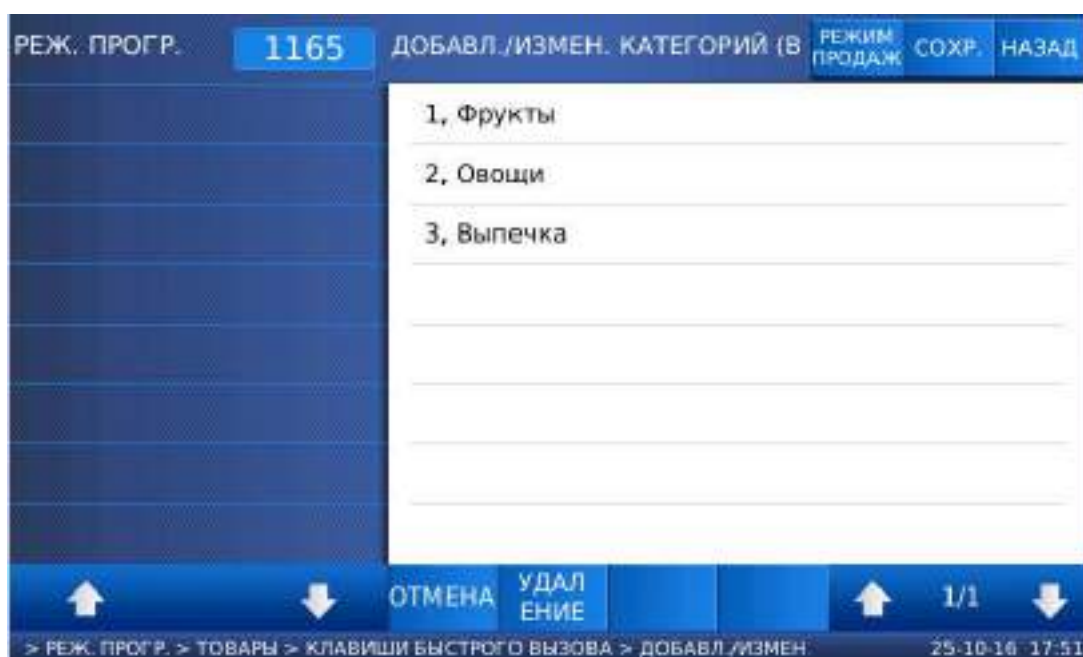 РЕЖ. ПРОГР. 1165 ДОБАВЛ./ИЗМЕН. КАТЕГОРИЙ (В РЕЖИМ ПРОДАЖ СОХР. НАЗАД
1, Фрукты
2, Овощи
3, Выпечка
ОТМЕНА УДАЛ ЕНИЕ 1/1
> РЕЖ. ПРОГР. > ТОВАРЫ > КЛАВИШИ БЫСТРОГО ВЫЗОВА > ДОБАВЛ./ИЗМЕН 25-10-16 17:51